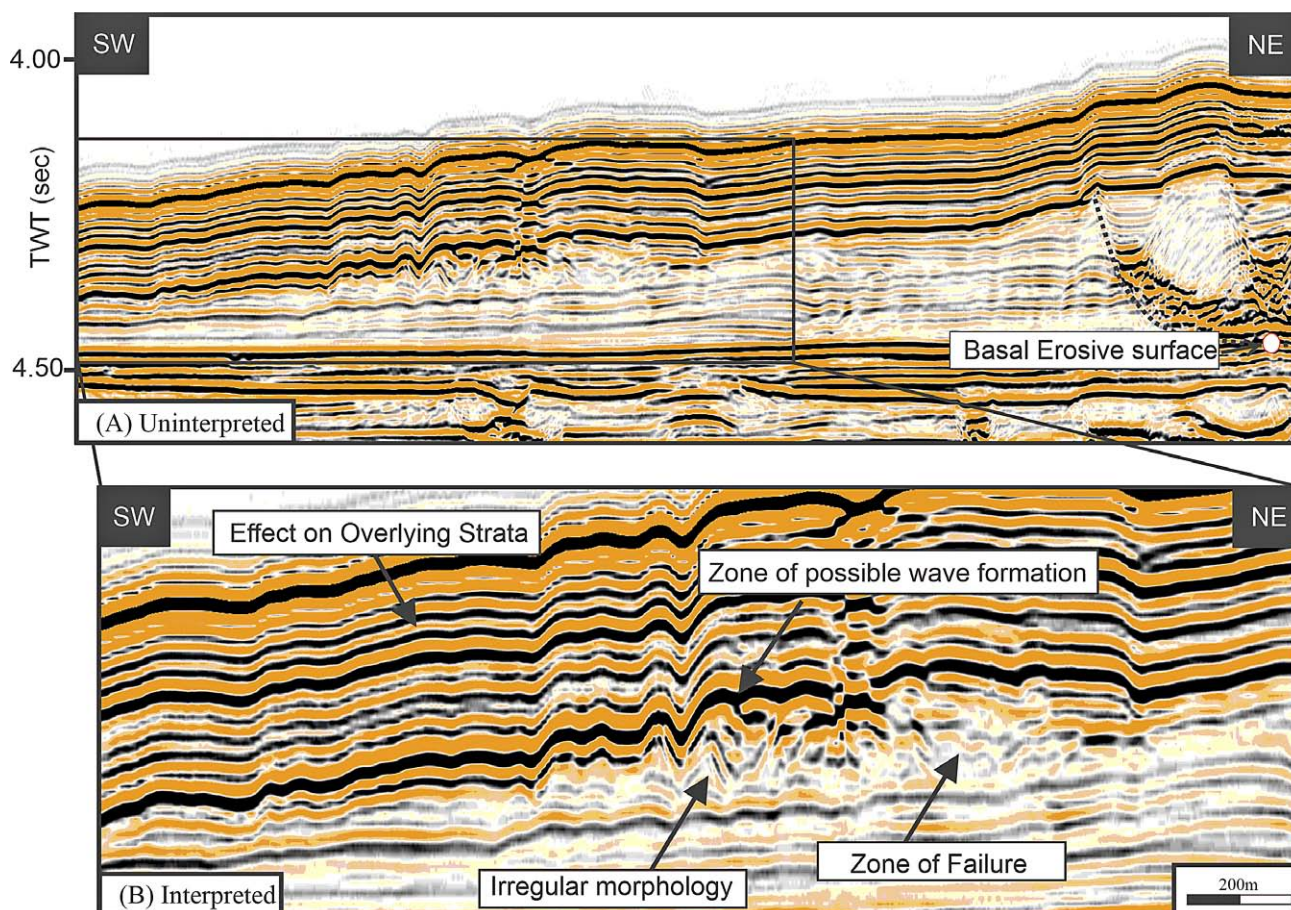 SW
NE
4.00
TWT (sec)
Basal Erosive surface
4.50
(A) Uninterpreted
SW
NE
Effect on Overlying Strata
Zone of possible wave formation
Irregular morphology
Zone of Failure
(B) Interpreted
200m